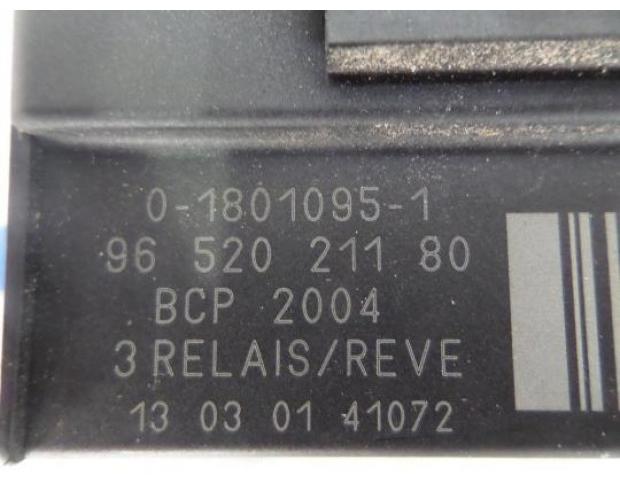 0-1801095-1
96 520 211 80
BCP 2004
3 RELAIS/REVE
13 03 01 41072